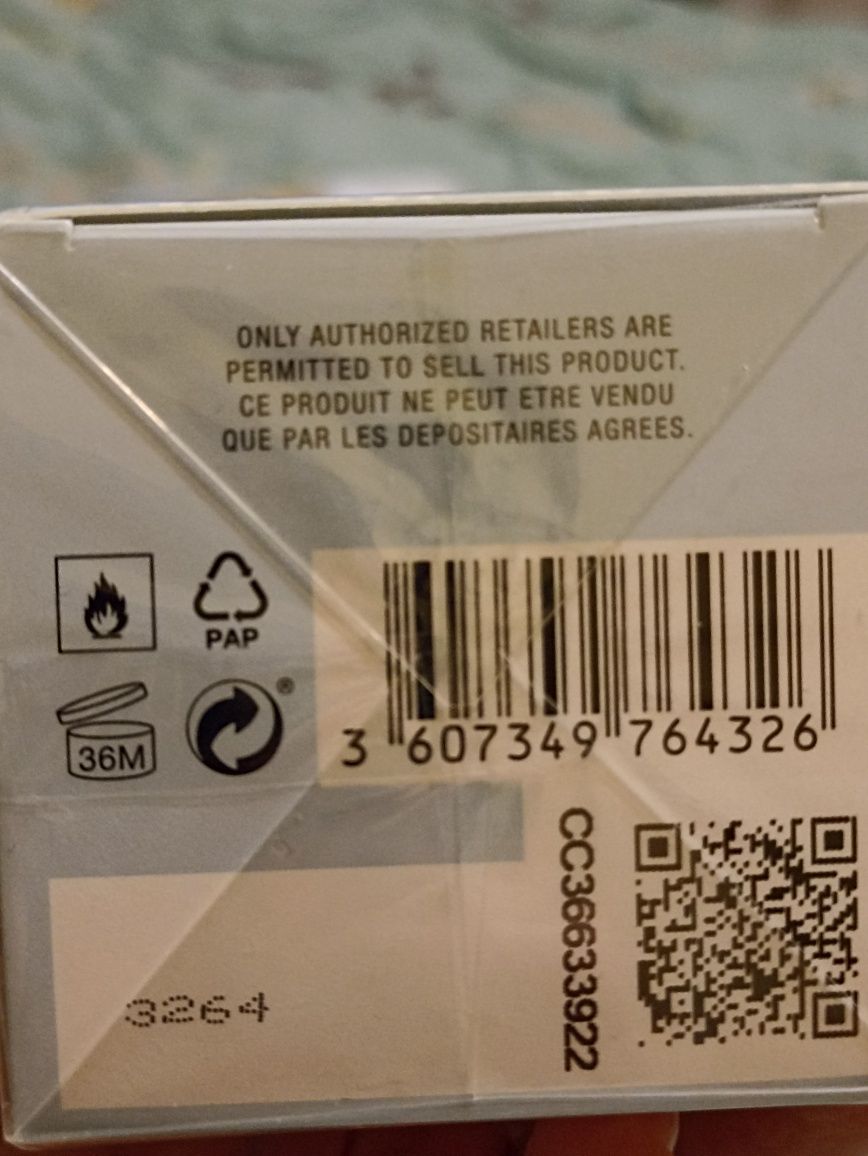 ONLY AUTHORIZED RETAILERS ARE
PERMITTED TO SELL THIS PRODUCT.
CE PRODUIT NE PEUT ETRE VENDU
QUE PAR LES DEPOSITAIRES AGREES.
PAP
36M
®
3 607349 764326
CC36633922
3264